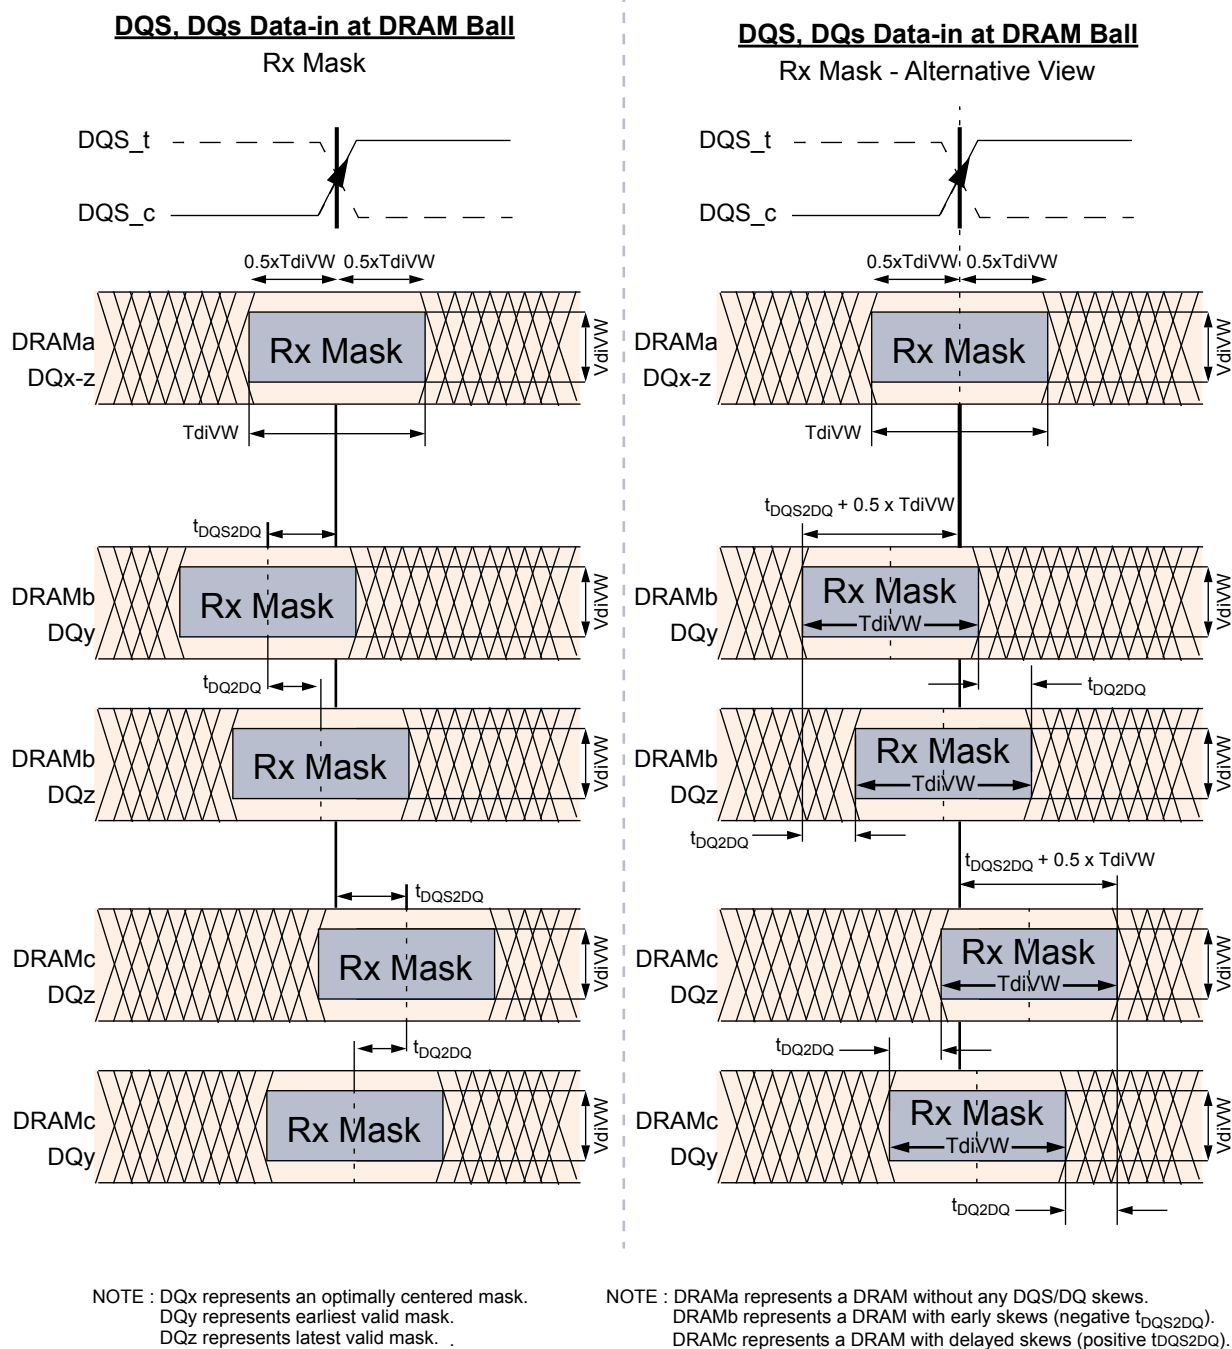 DQS, DQs Data-in at DRAM Ball
Rx Mask
DQS_t
DQS_c
0.5xTdiVW 0.5xTdiVW
DRAMa
DQx-z
Rx Mask
VdiVW
TdiVW
tDQS2DQ
DRAMb
DQy
Rx Mask
VdiVW
tDQ2DQ
DRAMb
DQz
Rx Mask
VdiVW
tDQS2DQ
DRAMc
DQz
Rx Mask
VdiVW
tDQ2DQ
DRAMc
DQy
Rx Mask
VdiVW
NOTE : DQx represents an optimally centered mask.
DQy represents earliest valid mask.
DQz represents latest valid mask. .
DQS, DQs Data-in at DRAM Ball
Rx Mask - Alternative View
DQS_t
DQS_c
0.5xTdiVW 0.5xTdiVW
DRAMa
DQx-z
Rx Mask
VdiVW
TdiVW
tDQS2DQ + 0.5 x TdiVW
DRAMb
DQy
Rx Mask
TdiVW
VdiVW
tDQ2DQ
DRAMb
DQz
Rx Mask
TdiVW
VdiVW
tDQ2DQ
tDQS2DQ + 0.5 x TdiVW
DRAMc
DQz
Rx Mask
TdiVW
VdiVW
tDQ2DQ
DRAMc
DQy
Rx Mask
TdiVW
VdiVW
tDQ2DQ
NOTE : DRAMa represents a DRAM without any DQS/DQ skews.
DRAMb represents a DRAM with early skews (negative tDQS2DQ).
DRAMc represents a DRAM with delayed skews (positive tDQS2DQ).